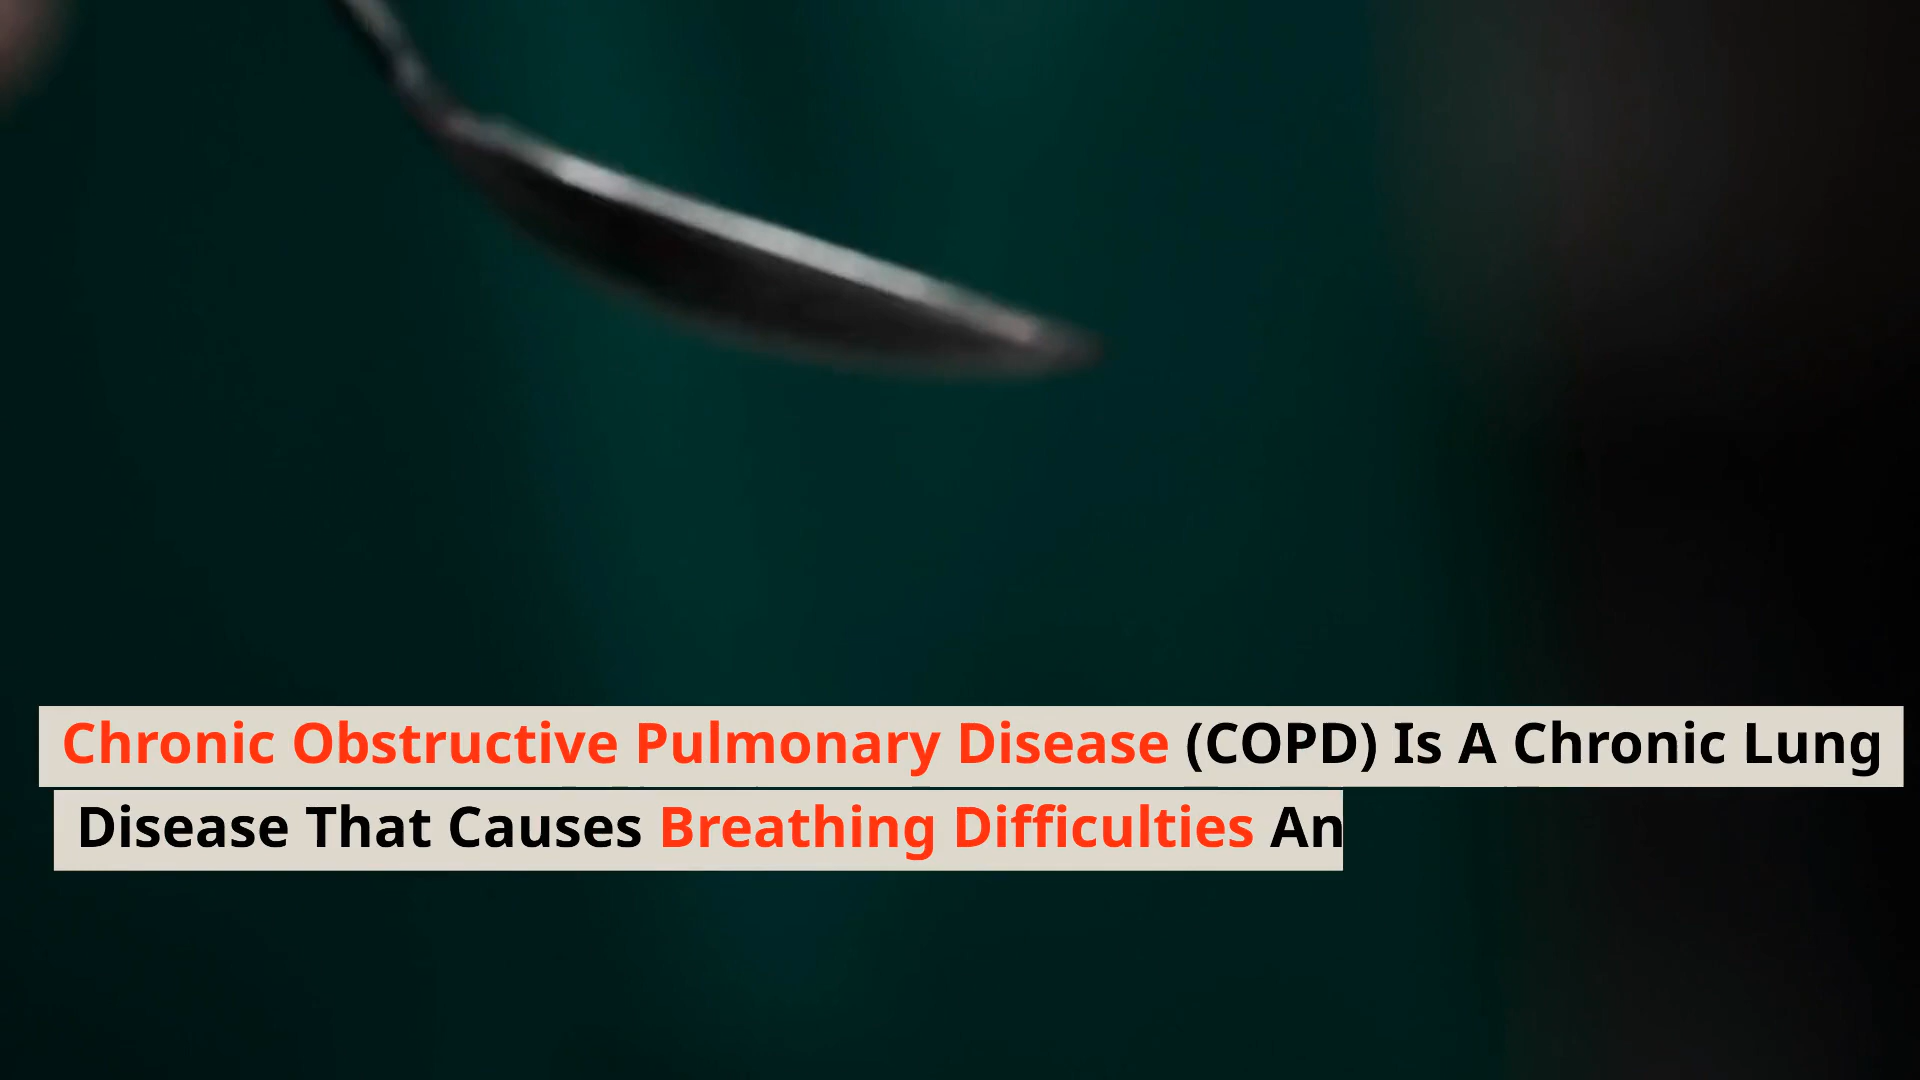 Chronic Obstructive Pulmonary Disease (COPD) Is A Chronic Lung
Disease That Causes Breathing Difficulties An